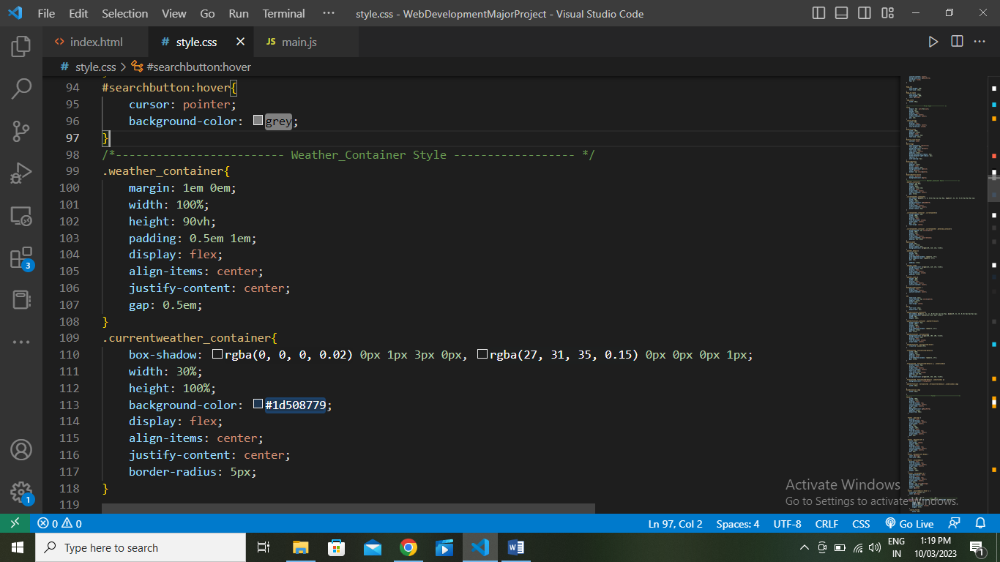 File Edit Selection View Go Run Terminal ··· style.css - WebDevelopmentMajorProject - Visual Studio Code
<> index.html # style.css JS main.js
# style.css > #searchbutton:hover
94 #searchbutton:hover{
95 cursor: pointer;
96 background-color: grey;
97 }
98 /*------------------------- Weather_Container Style ------------------ */
99 .weather_container{
100 margin: 1em 0em;
101 width: 100%;
102 height: 90vh;
103 padding: 0.5em 1em;
104 display: flex;
105 align-items: center;
106 justify-content: center;
107 gap: 0.5em;
108 }
109 .currentweather_container{
110 box-shadow: rgba(0, 0, 0, 0.02) 0px 1px 3px 0px, rgba(27, 31, 35, 0.15) 0px 0px 0px 1px;
111 width: 30%;
112 height: 100%;
113 background-color: #1d508779;
114 display: flex;
115 align-items: center;
116 justify-content: center;
117 border-radius: 5px;
118 }
119
3
1
Activate Windows
Go to Settings to activate Windows.
0 0 Ln 97, Col 2 Spaces: 4 UTF-8 CRLF CSS Go Live
Type here to search
ENG
IN
1:19 PM
10/03/2023
1